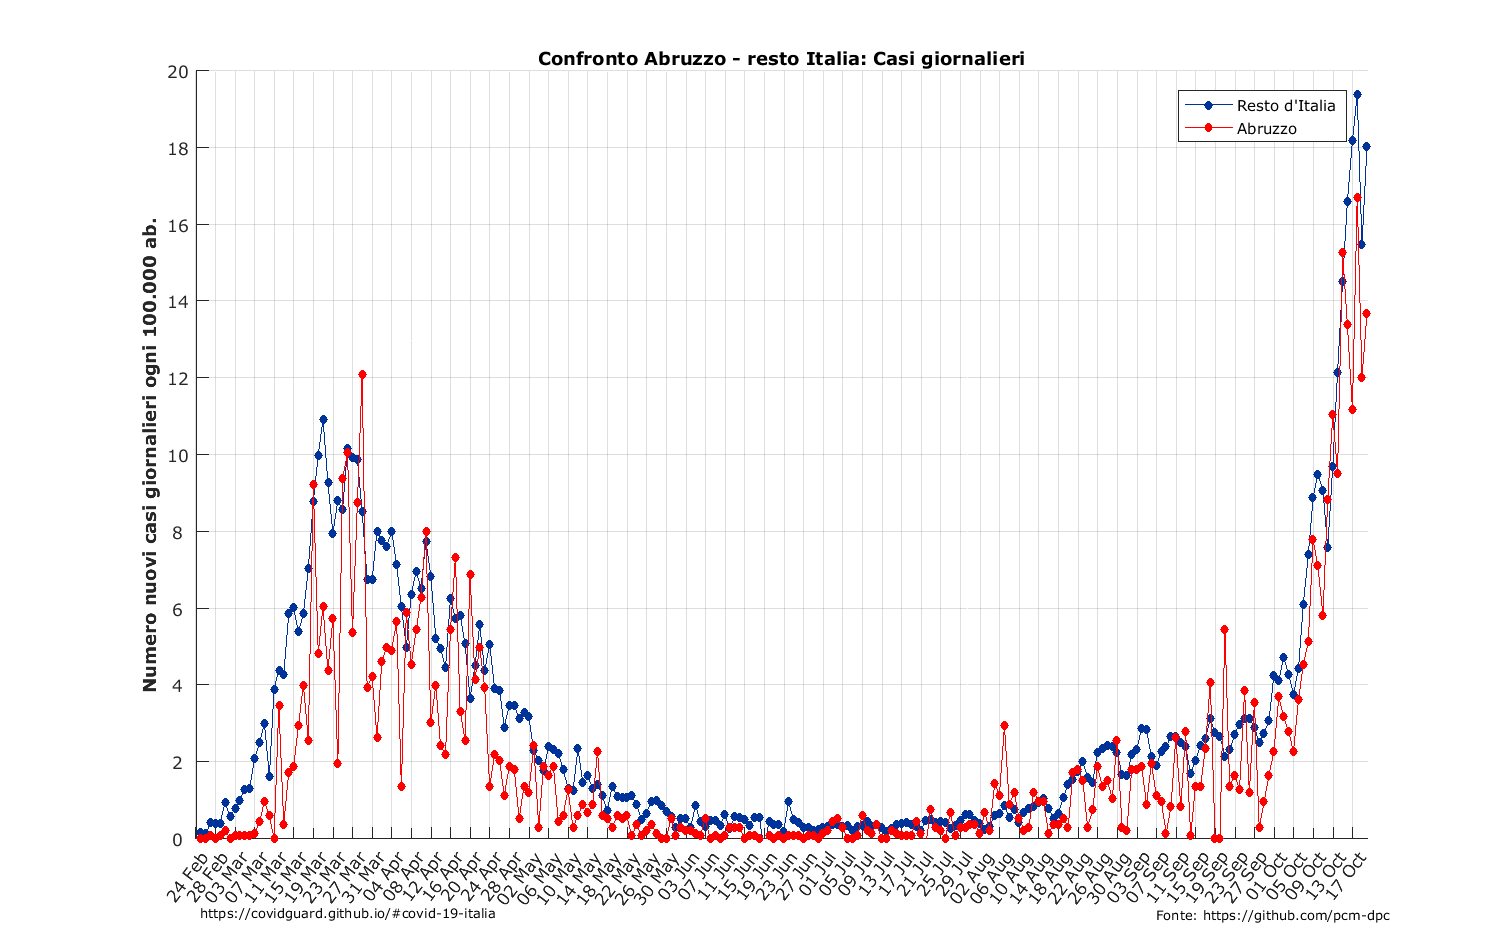 Confronto Abruzzo - resto Italia: Casi giornalieri
Resto d'Italia
Abruzzo
Numero nuovi casi giornalieri ogni 100.000 ab.
20
18
16
14
12
10
8
6
4
2
0
24 Feb
28 Feb
03 Mar
07 Mar
11 Mar
15 Mar
19 Mar
23 Mar
27 Mar
31 Mar
04 Apr
08 Apr
12 Apr
16 Apr
20 Apr
24 Apr
28 Apr
02 May
06 May
10 May
14 May
18 May
22 May
26 May
30 May
03 Jun
07 Jun
11 Jun
15 Jun
19 Jun
23 Jun
27 Jun
01 Jul
05 Jul
09 Jul
13 Jul
17 Jul
21 Jul
25 Jul
29 Jul
02 Aug
06 Aug
10 Aug
14 Aug
18 Aug
22 Aug
26 Aug
30 Aug
03 Sep
07 Sep
11 Sep
15 Sep
19 Sep
23 Sep
27 Sep
01 Oct
05 Oct
09 Oct
13 Oct
17 Oct
https://covidguard.github.io/#covid-19-italia
Fonte: https://github.com/pcm-dpc